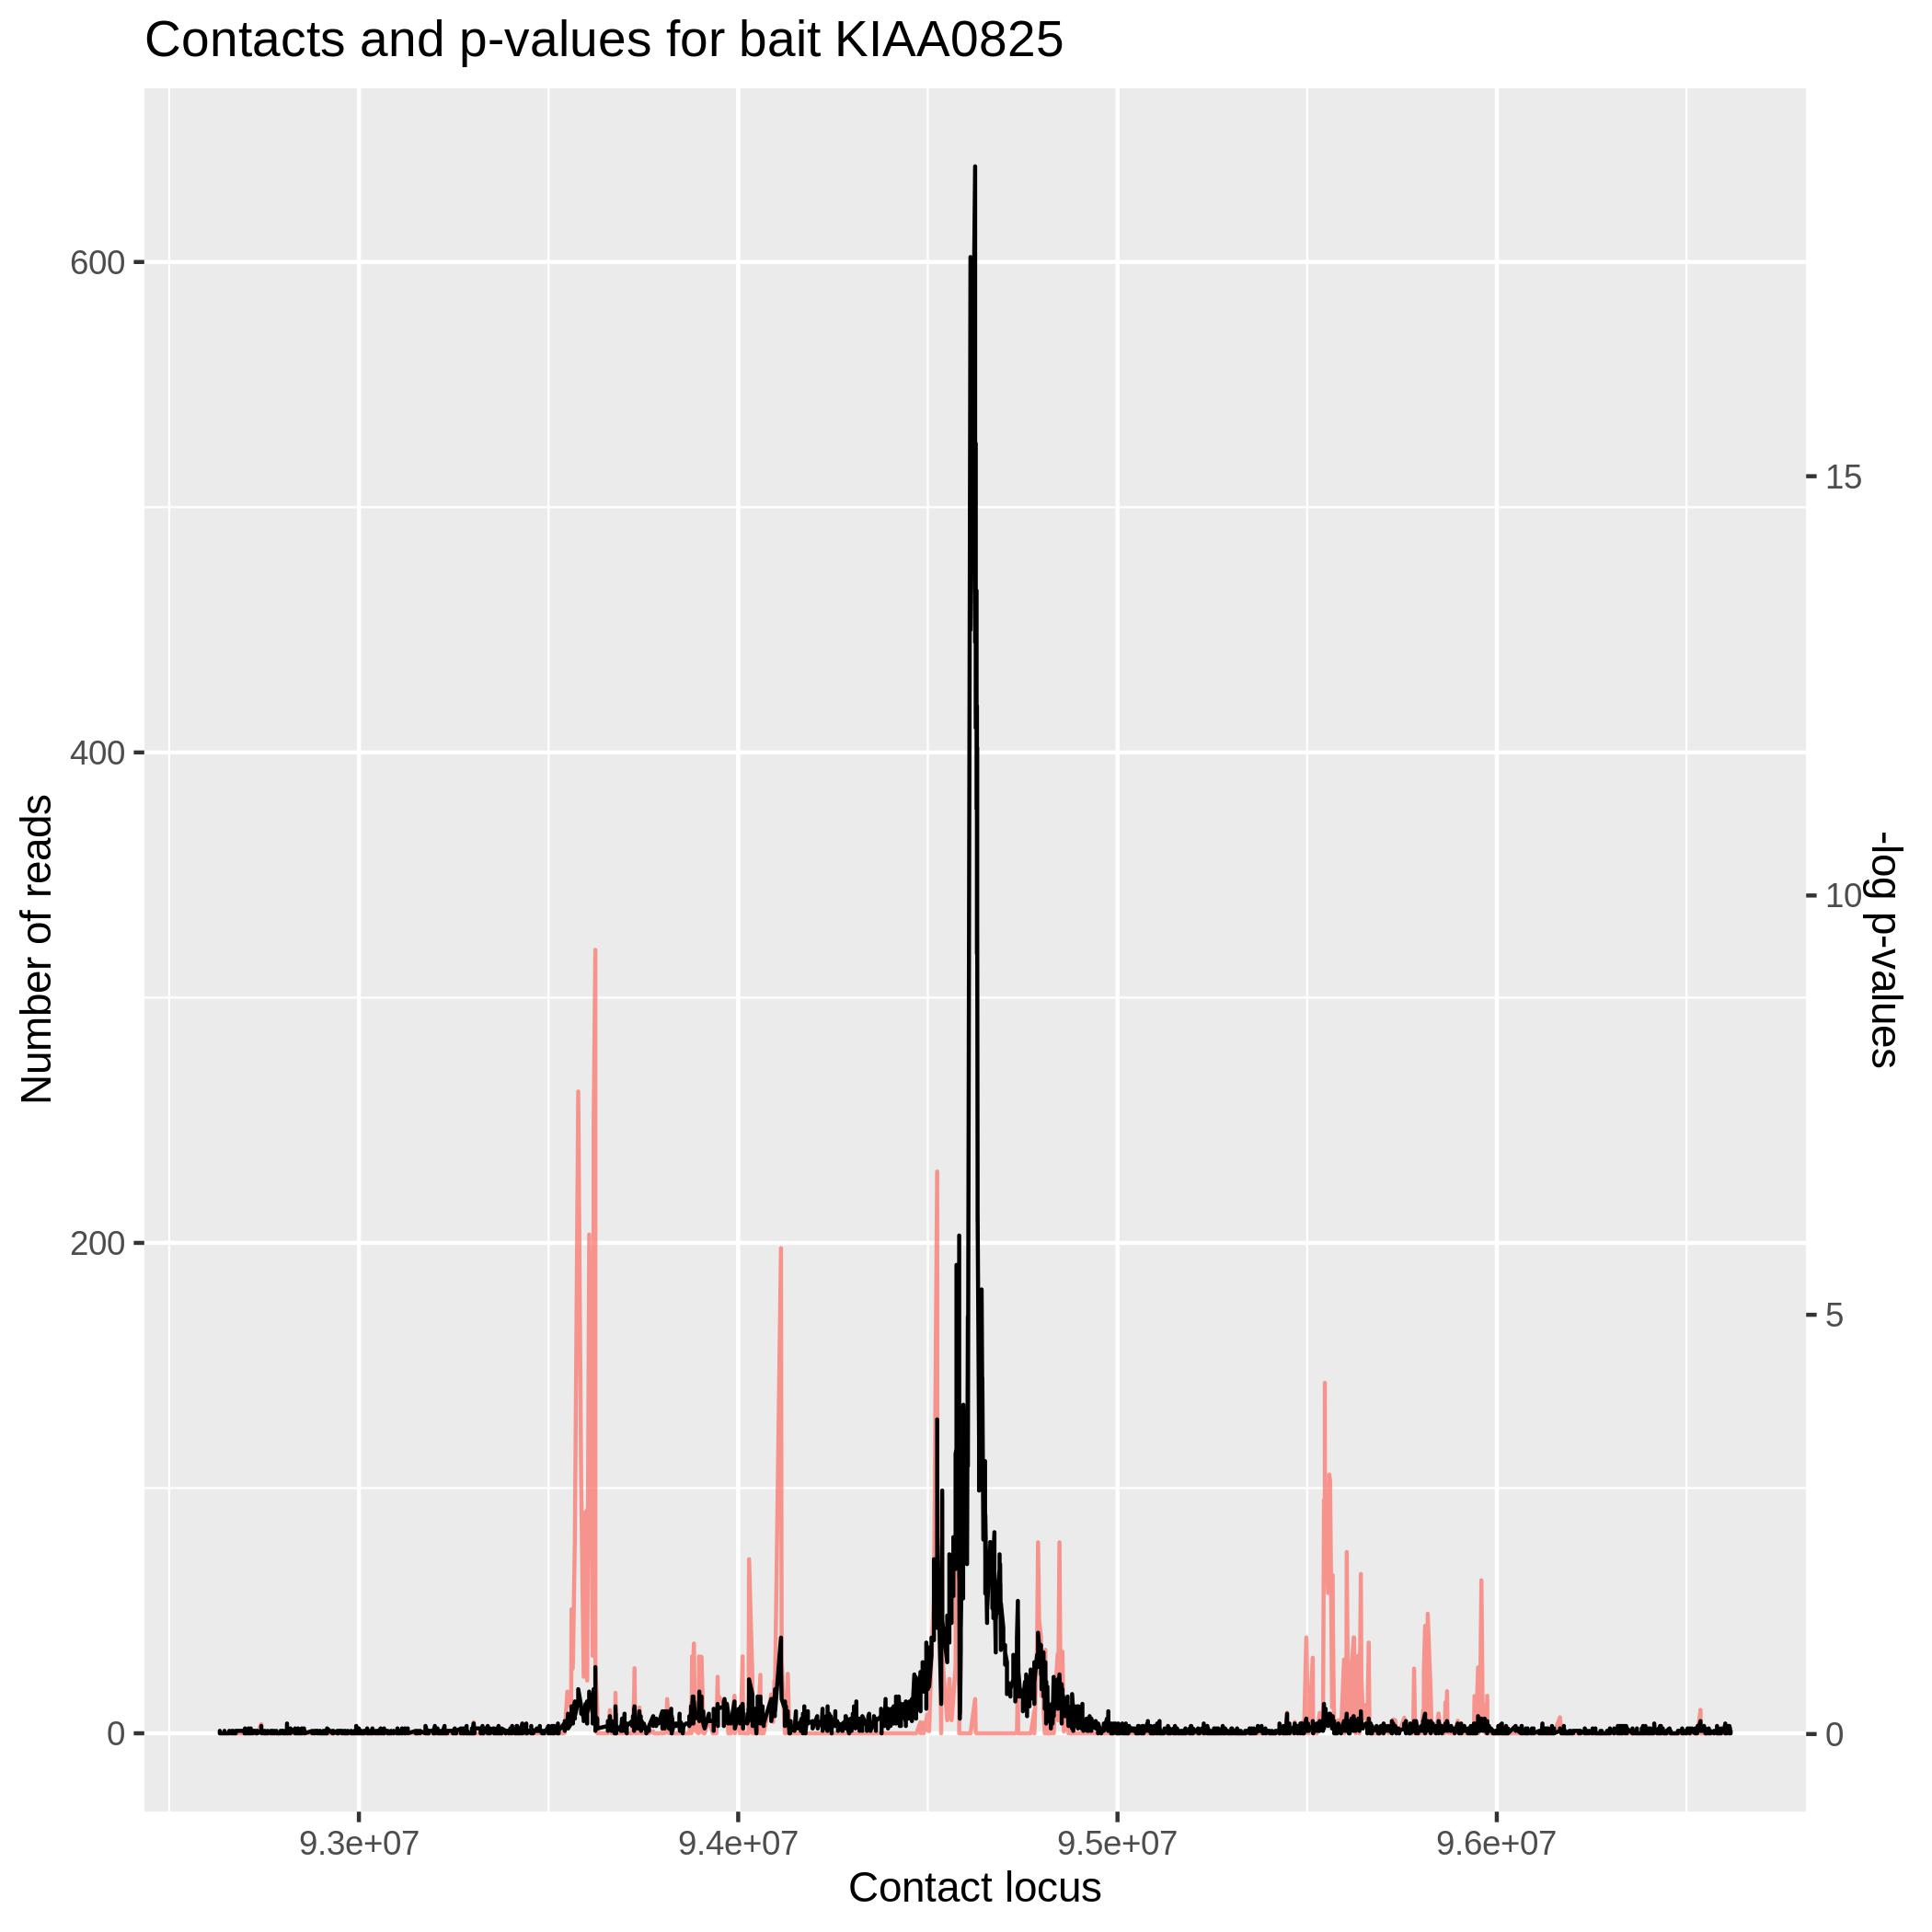 Contacts and p-values for bait KIAA0825
Number of reads
600
400
200
0
15
10
5
0
-log p-values
9.3e+07 9.4e+07 9.5e+07 9.6e+07
Contact locus